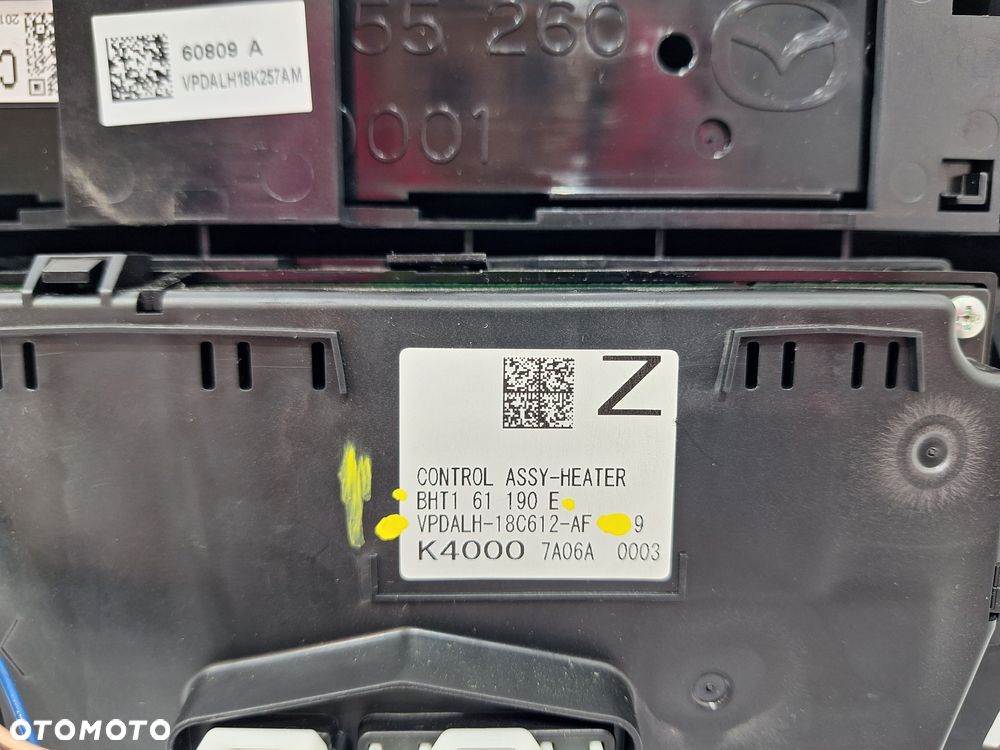 60809 A
VPDALH18K257AM
55 260
001
Z
CONTROL ASSY-HEATER
BHT1 61 190 E
VPDALH-18C612-AF 9
K4000 7A06A 0003
OTOMOTO